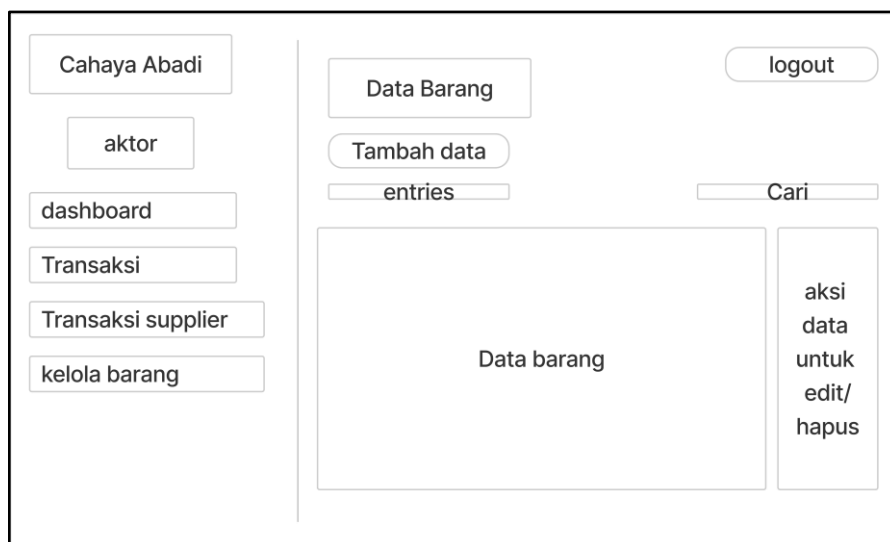 Cahaya Abadi
aktor
dashboard
Transaksi
Transaksi supplier
kelola barang
logout
Data Barang
Tambah data
entries
Cari
Data barang
aksi
data
untuk
edit/
hapus